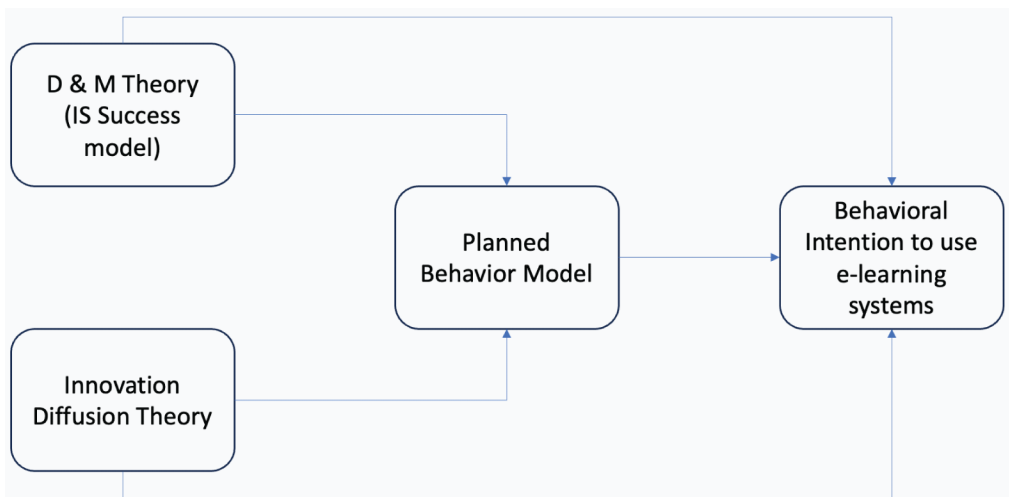 D & M Theory
(IS Success
model)
Planned
Behavior Model
Behavioral
Intention to use
e-learning
systems
Innovation
Diffusion Theory